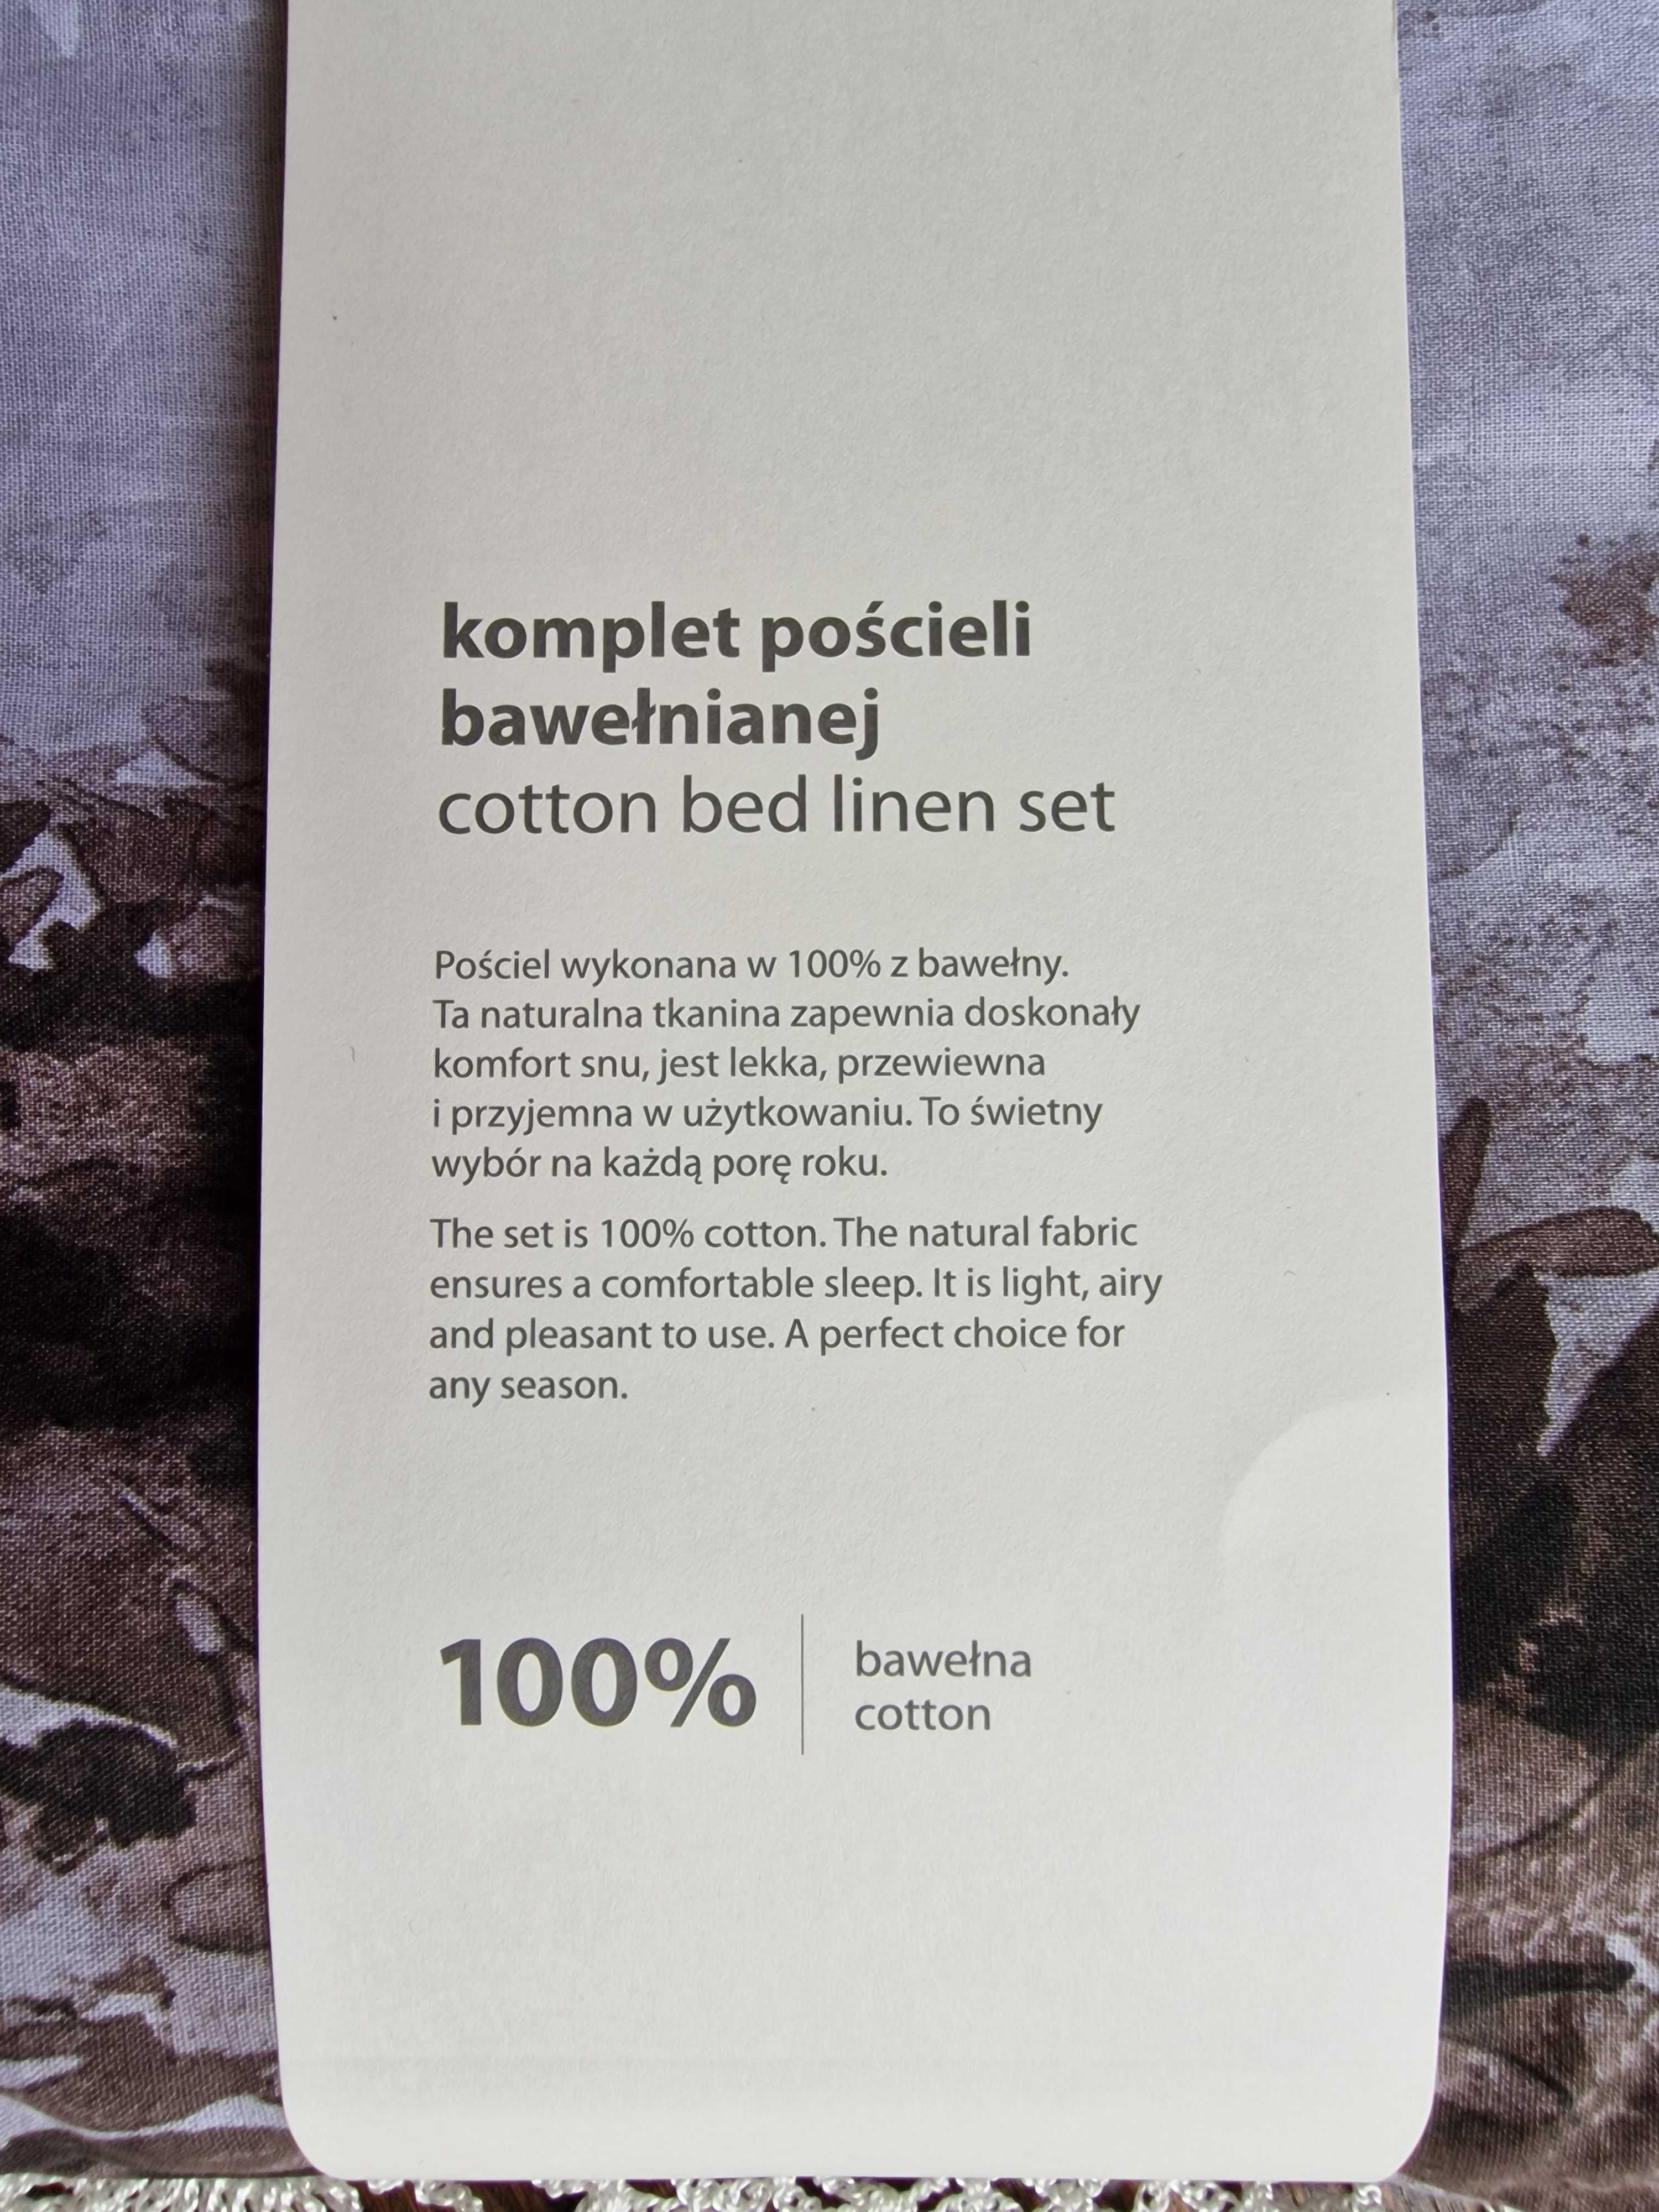 komplet pościeli
bawełnianej
cotton bed linen set
Pościel wykonana w 100% z bawełny.
Ta naturalna tkanina zapewnia doskonały
komfort snu, jest lekka, przewiewna
i przyjemna w użytkowaniu. To świetny
wybór na każdą porę roku.
The set is 100% cotton. The natural fabric
ensures a comfortable sleep. It is light, airy
and pleasant to use. A perfect choice for
any season.
100%
bawełna
cotton